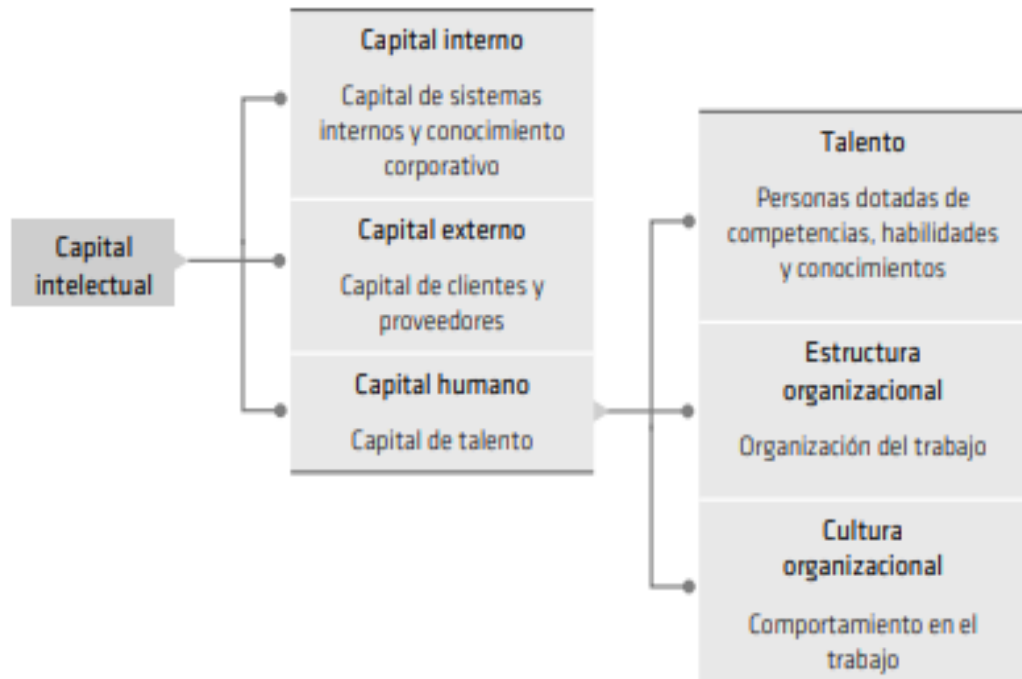 Capital
intelectual
Capital interno
Capital de sistemas
internos y conocimiento
corporativo
Capital externo
Capital de clientes y
proveedores
Capital humano
Capital de talento
Talento
Personas dotadas de
competencias, habilidades
y conocimientos
Estructura
organizacional
Organización del trabajo
Cultura
organizacional
Comportamiento en el
trabajo